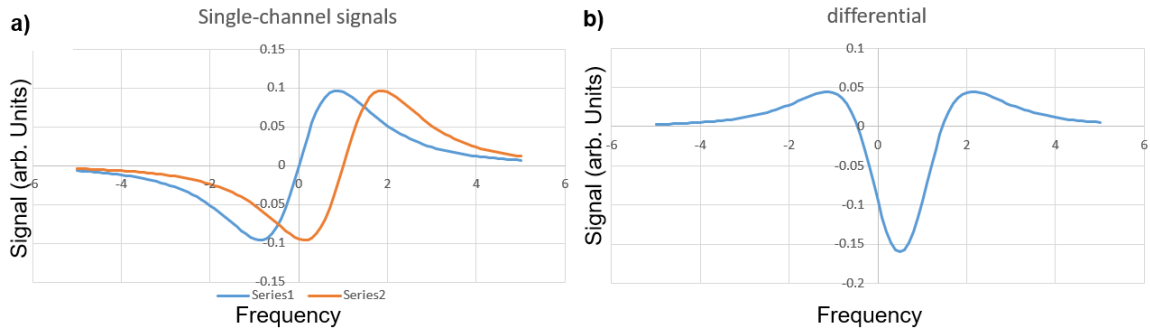 a)
Single-channel signals
Signal (arb. Units)
0.15
0.1
0.05
0
-0.05
-0.1
-0.15
-6
-4
-2
0
2
4
6
Series1
Series2
Frequency
b)
differential
Signal (arb. Units)
0.1
0.05
0
-0.05
-0.1
-0.15
-0.2
-6
-4
-2
0
2
4
6
Frequency